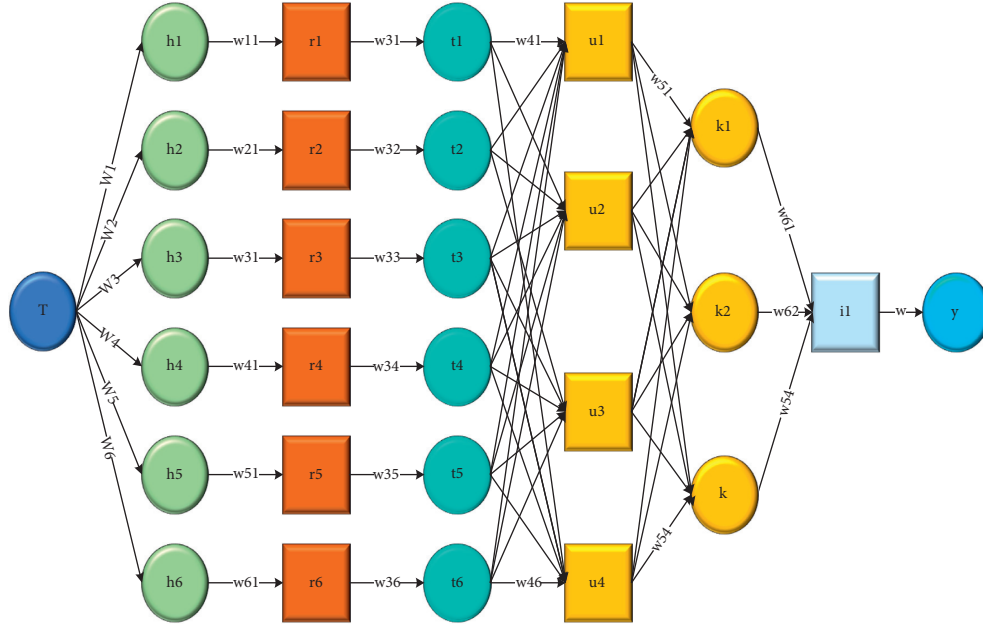 h1 w11 r1 w31 t1 w41 u1
w51
k1
h2 w21 r2 w32 t2
W1
W2
u2
w61
h3 w31 r3 w33 t3
W3
T
k2 w62 i1 w y
W4
h4 w41 r4 w34 t4
W5
u3
w54
W6
h5 w51 r5 w35 t5
k
w54
h6 w61 r6 w36 t6 w46 u4